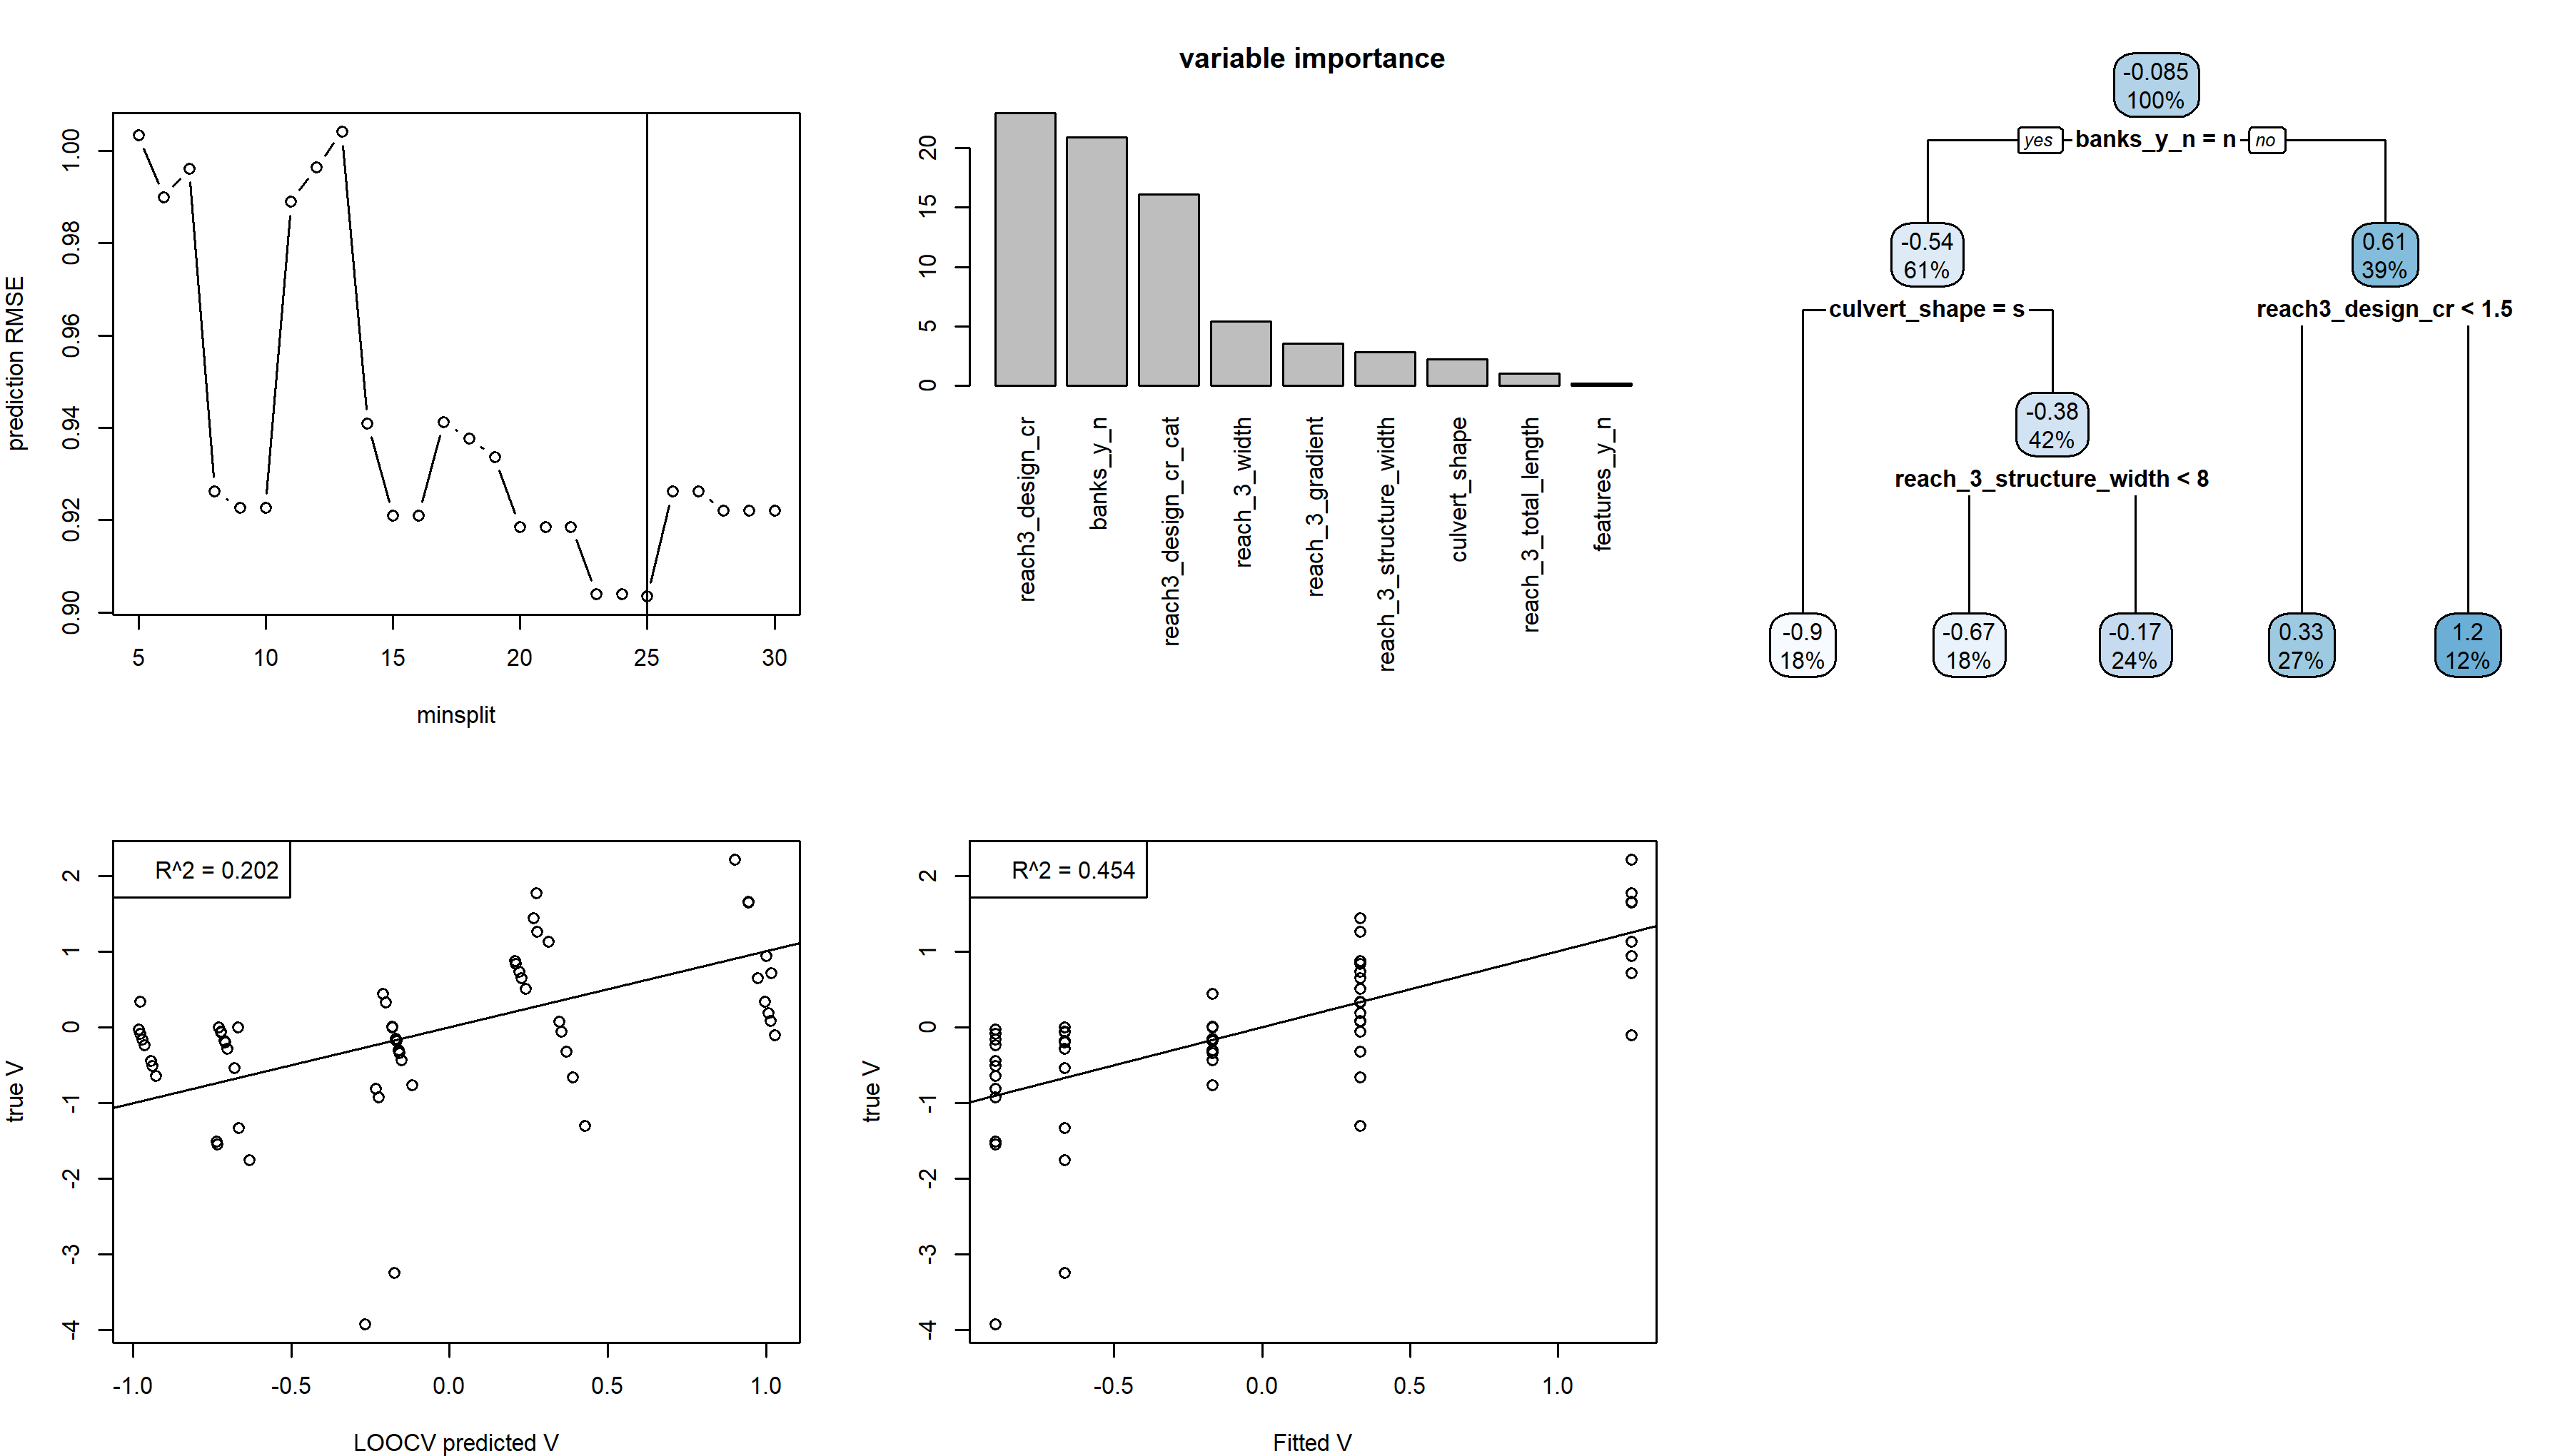 prediction RMSE
1.00
0.98
0.96
0.94
0.92
0.90
5 10 15 20 25 30
minsplit
variable importance
20
15
10
5
0
reach3_design_cr
banks_y_n
reach3_design_cr_cat
reach_3_width
reach_3_gradient
reach_3_structure_width
culvert_shape
reach_3_total_length
features_y_n
-0.085
100%
yes banks_y_n = n no
-0.54
61%
0.61
39%
culvert_shape = s
reach3_design_cr < 1.5
-0.38
42%
reach_3_structure_width < 8
-0.9
18%
-0.67
18%
-0.17
24%
0.33
27%
1.2
12%
R^2 = 0.202
true V
2
1
0
-1
-2
-3
-4
-1.0 -0.5 0.0 0.5 1.0
LOOCV predicted V
R^2 = 0.454
true V
2
1
0
-1
-2
-3
-4
-0.5 0.0 0.5 1.0
Fitted V